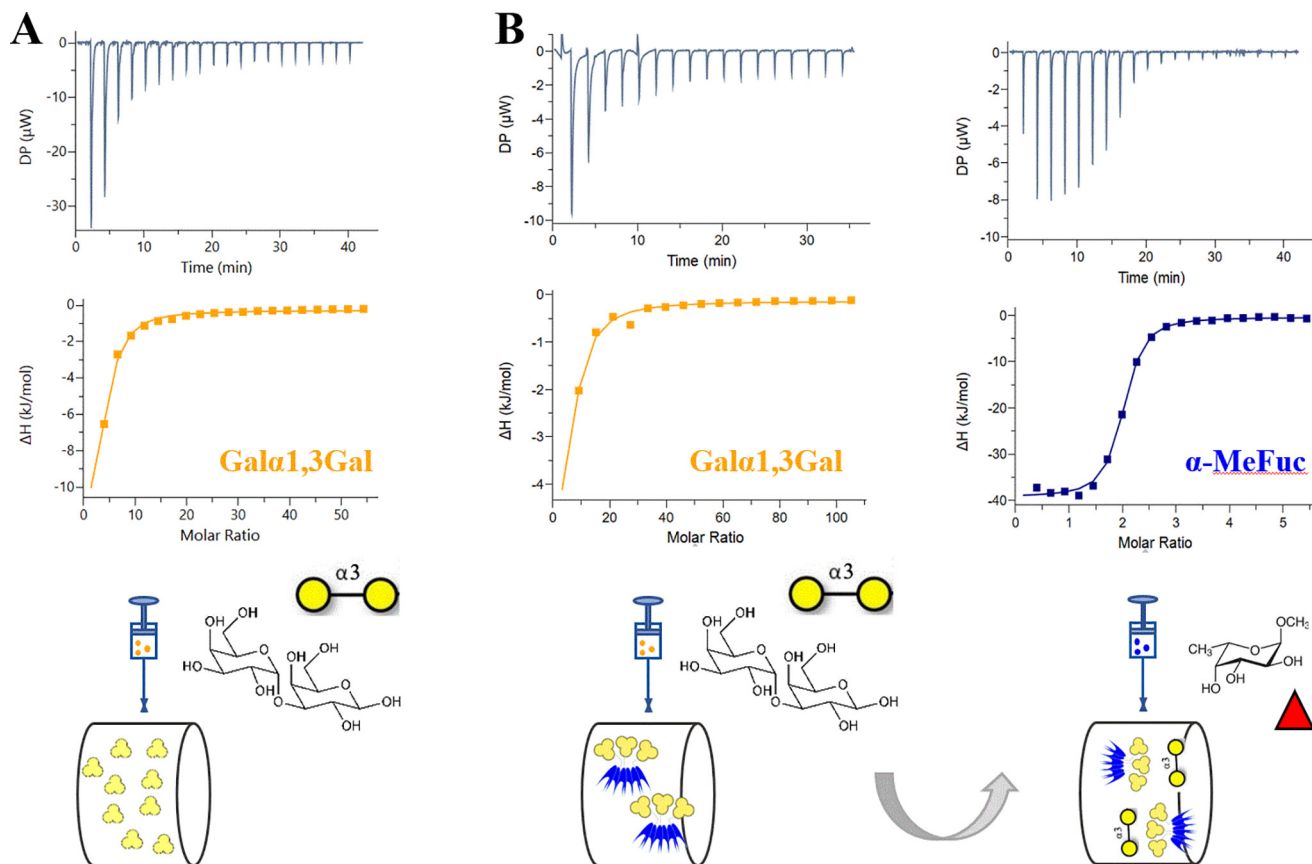 A
B
0
-10
-20
-30
DP (µW)
0 10 20 30 40
Time (min)
0
-2
-4
-6
-8
-10
DP (µW)
0 10 20 30
Time (min)
0
-2
-4
-6
-8
-10
DP (µW)
0 10 20 30 40
Time (min)
0
-2
-4
-6
-8
-10
ΔH (kJ/mol)
Galα1,3Gal
0 10 20 30 40 50
Molar Ratio
0
-1
-2
-3
-4
ΔH (kJ/mol)
Galα1,3Gal
0 20 40 60 80 100
Molar Ratio
0
-10
-20
-30
-40
ΔH (kJ/mol)
α-MeFuc
0 1 2 3 4 5
Molar Ratio
α3
OH
OH
O
HO
OH
OH
OH
O
O
OH
OH
α3
OH
OH
O
HO
OH
OH
OH
O
O
OH
OH
OCH3
CH3
O
OH
OH
HO
α3
α3